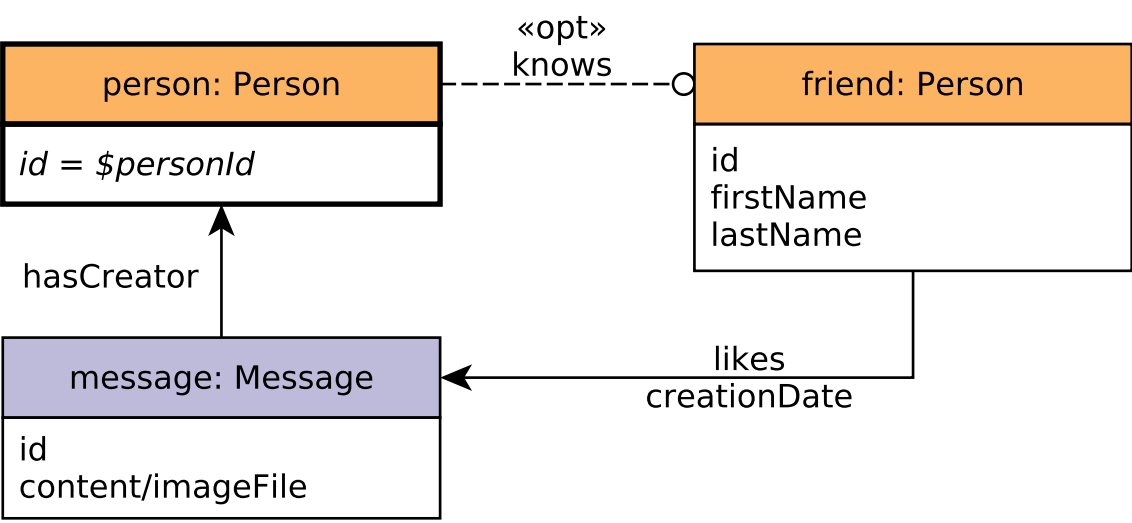 «opt»
knows
person: Person
friend: Person
id = $personId
id
firstName
lastName
hasCreator
likes
creationDate
message: Message
id
content/imageFile